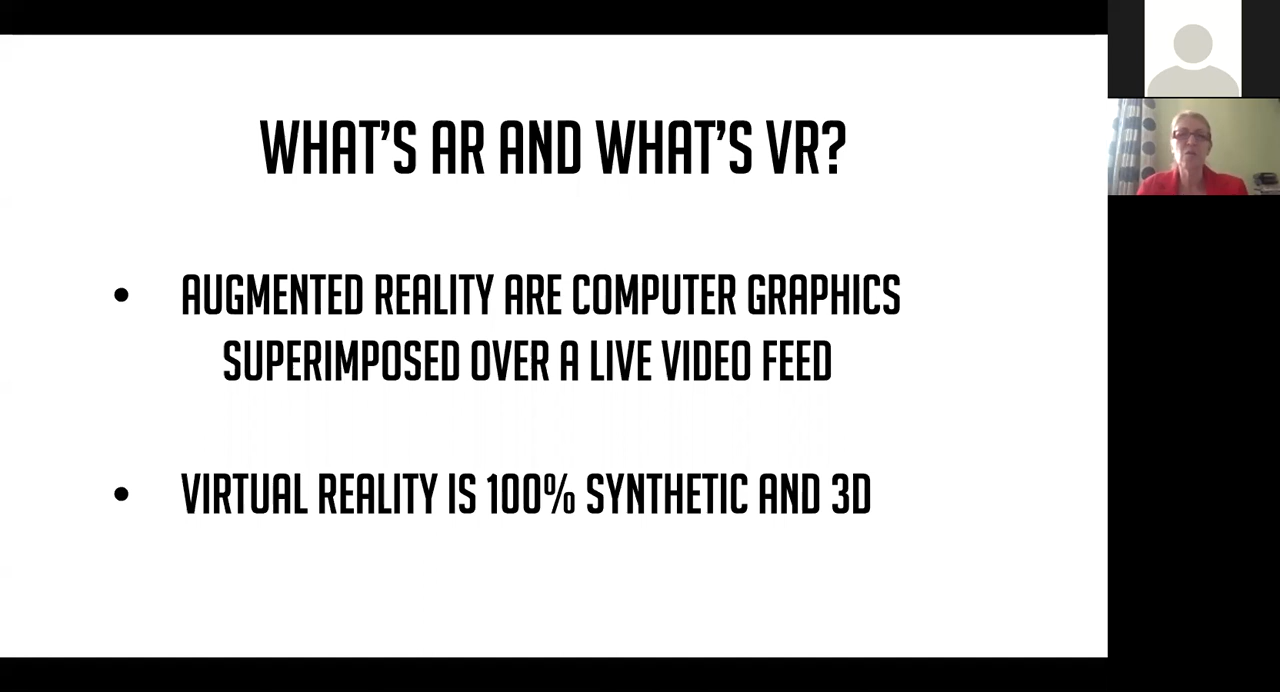 WHAT'S AR AND WHAT'S VR?
• AUGMENTED REALITY ARE COMPUTER GRAPHICS
SUPERIMPOSED OVER A LIVE VIDEO FEED
• VIRTUAL REALITY IS 100% SYNTHETIC AND 3D